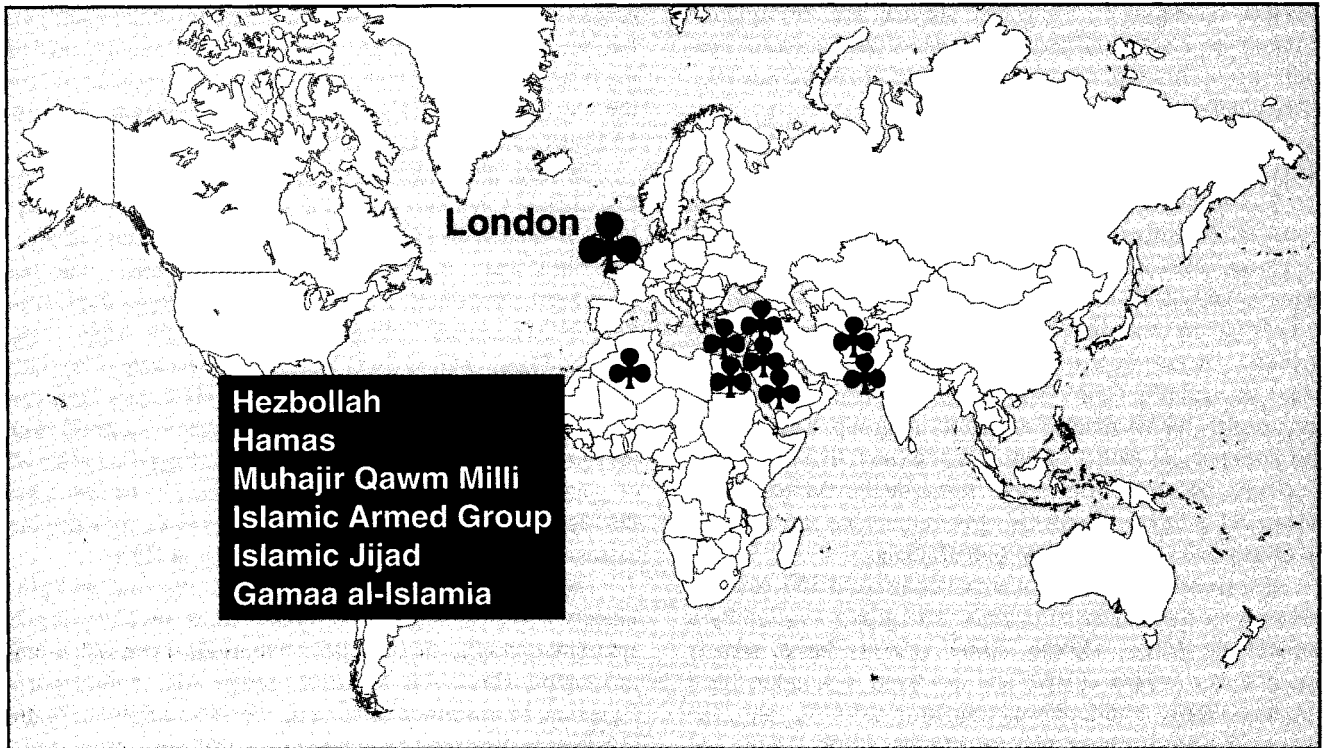 London
Hezbollah
Hamas
Muhajir Qawm Milli
Islamic Armed Group
Islamic Jijad
Gamaa al-Islamia